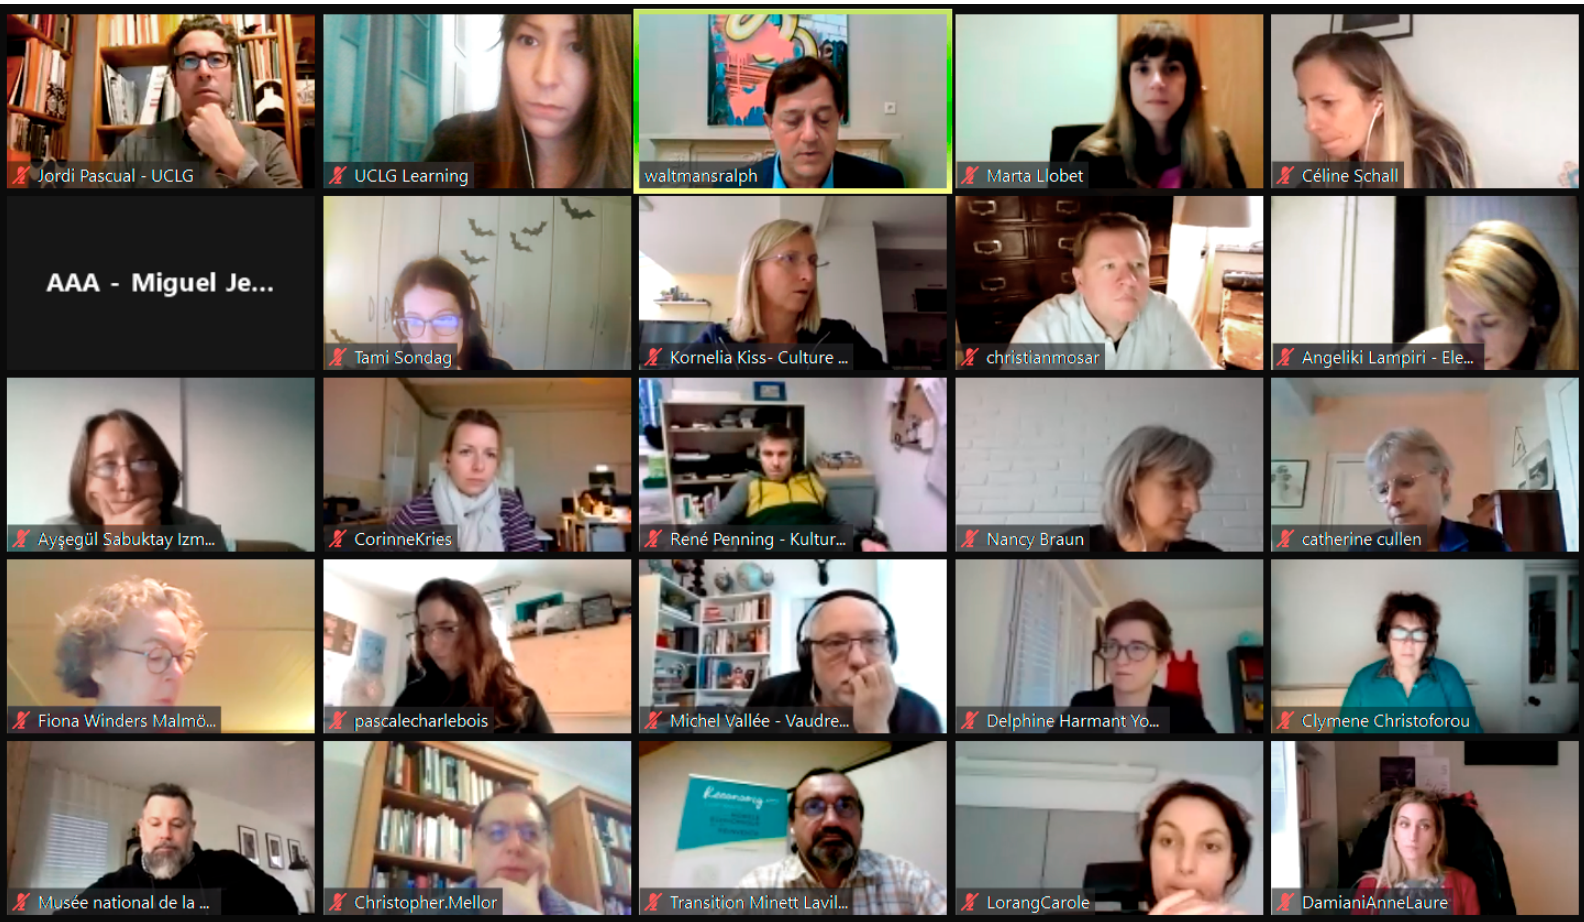 Jordi Pascual - UCLG
UCLG Learning
waltmansralph
Marta Llobet
Céline Schall
AAA - Miguel Je...
Tami Sondag
Kornelia Kiss- Culture ...
christianmosar
Angeliki Lampiri - Ele...
Ayşegül Sabuktay Izm...
CorinneKries
René Penning - Kultur...
Nancy Braun
catherine cullen
Fiona Winders Malmö...
pascalecharlebois
Michel Vallée - Vaudre...
Delphine Harmant Yo...
Clymene Christoforou
Musée national de la ...
Christopher.Mellor
Transition Minett Lavil...
LorangCarole
DamianiAnneLaure